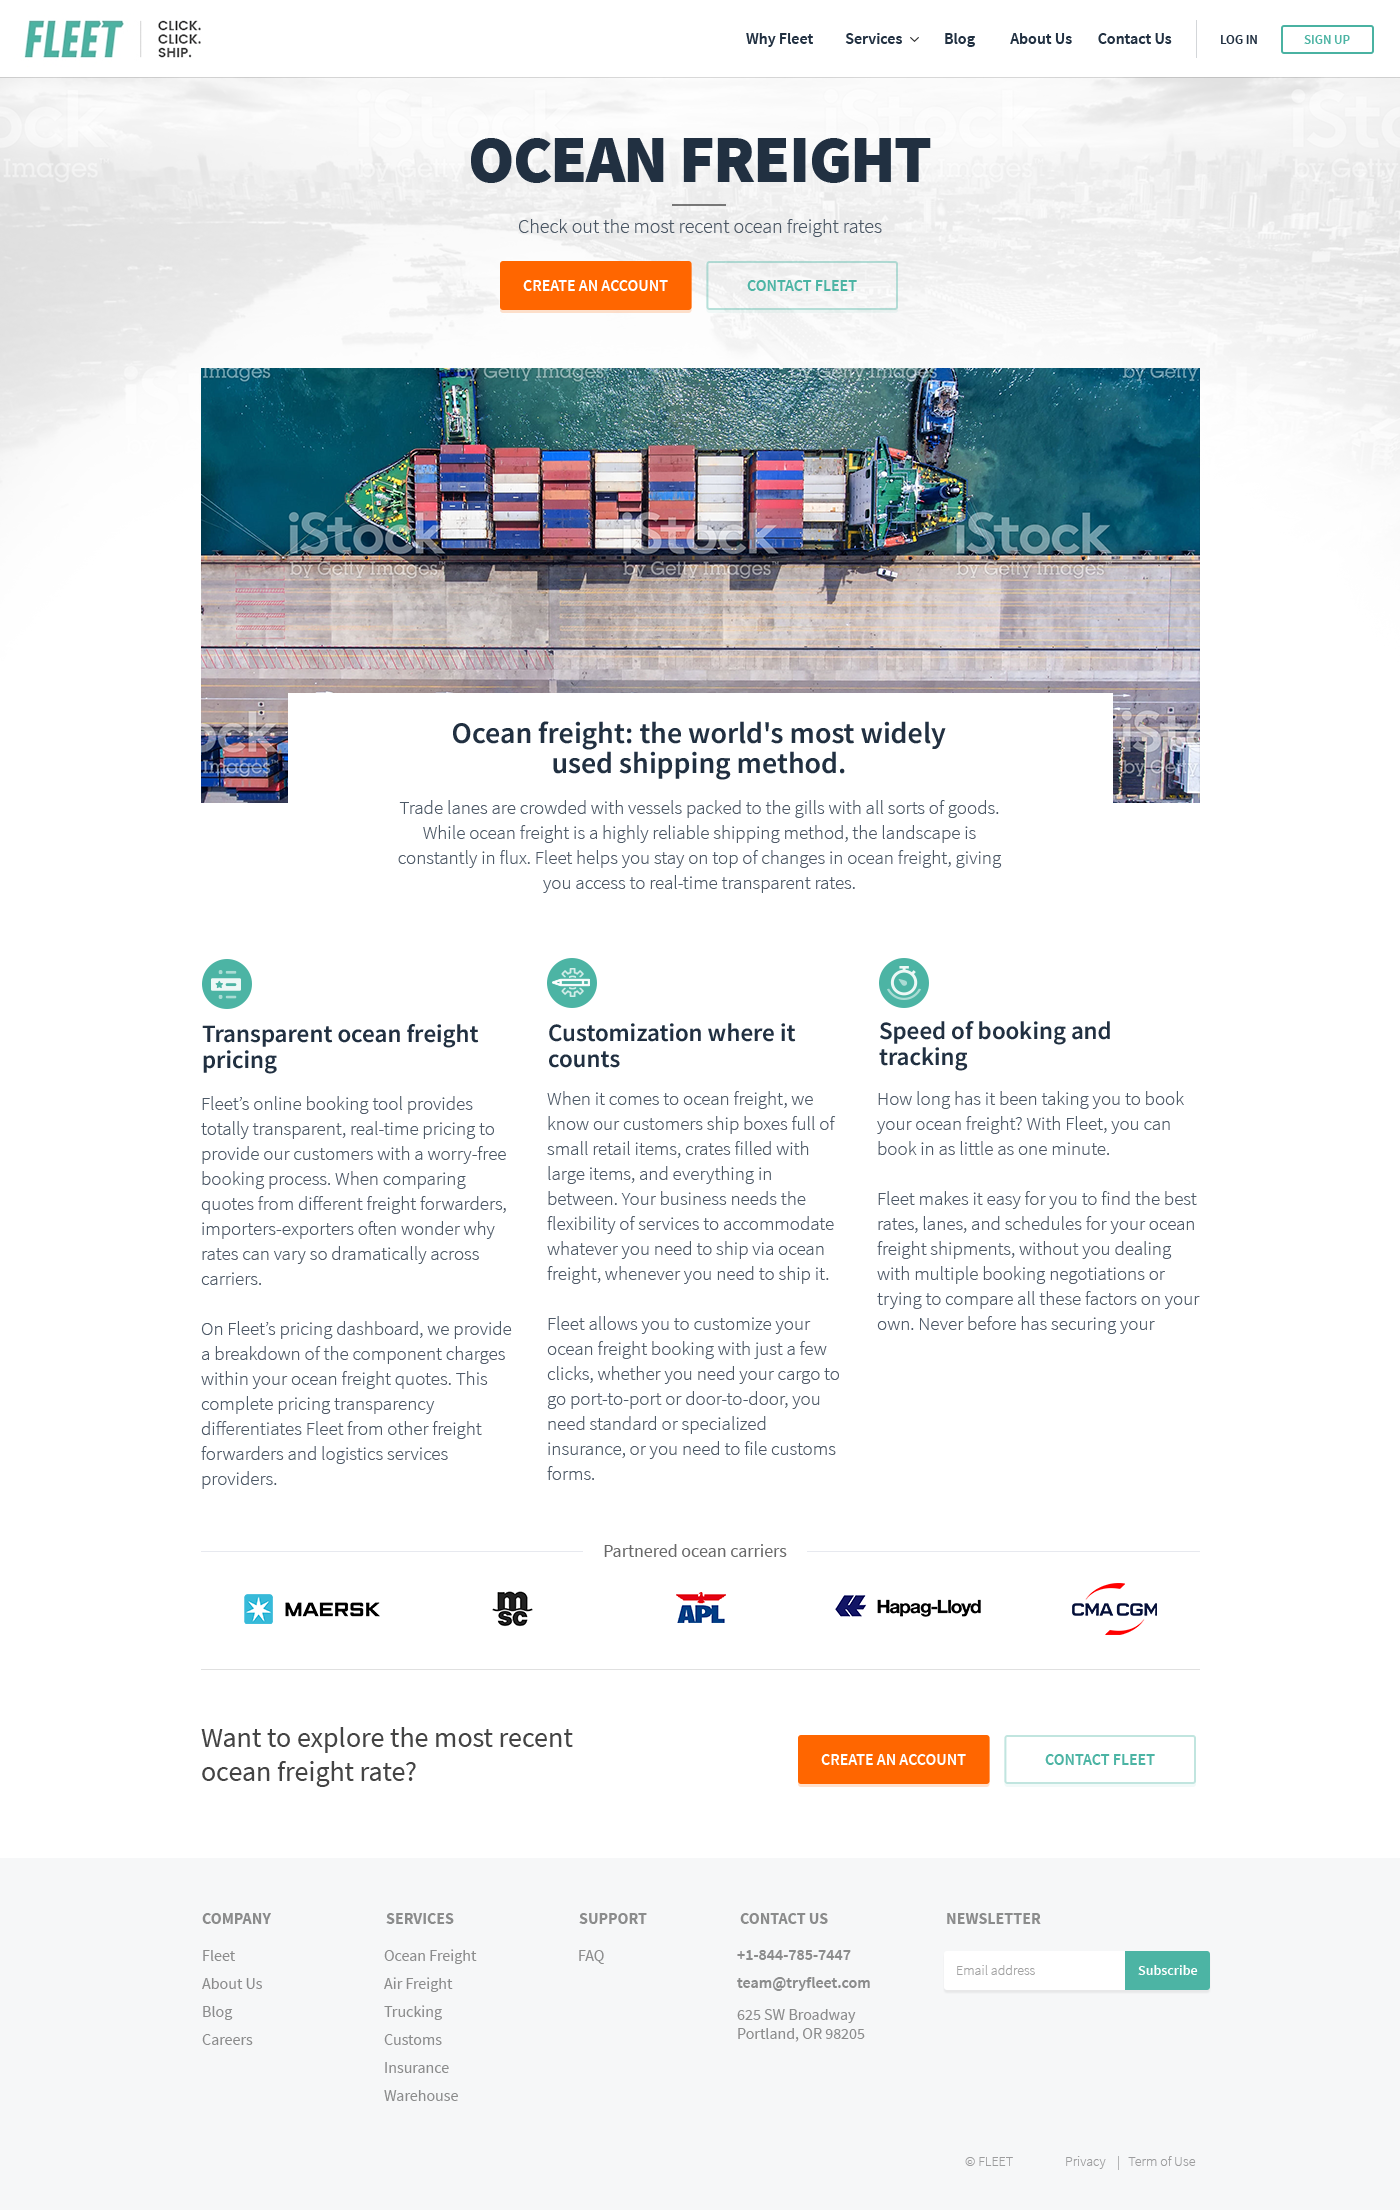 FLEET
CLICK.
CLICK.
SHIP.
Why Fleet
Services
Blog
About Us
Contact Us
LOG IN
SIGN UP
iStock
by Getty Images
OCEAN FREIGHT
Check out the most recent ocean freight rates
CREATE AN ACCOUNT
CONTACT FLEET
by Getty Images
iStock iStock iStock
by Getty Images™ by Getty Images™ by Getty Images™
Ocean freight: the world's most widely
used shipping method.
Trade lanes are crowded with vessels packed to the gills with all sorts of goods.
While ocean freight is a highly reliable shipping method, the landscape is
constantly in flux. Fleet helps you stay on top of changes in ocean freight, giving
you access to real-time transparent rates.
Transparent ocean freight
pricing
Fleet’s online booking tool provides
totally transparent, real-time pricing to
provide our customers with a worry-free
booking process. When comparing
quotes from different freight forwarders,
importers-exporters often wonder why
rates can vary so dramatically across
carriers.
On Fleet’s pricing dashboard, we provide
a breakdown of the component charges
within your ocean freight quotes. This
complete pricing transparency
differentiates Fleet from other freight
forwarders and logistics services
providers.
Customization where it
counts
When it comes to ocean freight, we
know our customers ship boxes full of
small retail items, crates filled with
large items, and everything in
between. Your business needs the
flexibility of services to accommodate
whatever you need to ship via ocean
freight, whenever you need to ship it.
Fleet allows you to customize your
ocean freight booking with just a few
clicks, whether you need your cargo to
go port-to-port or door-to-door, you
need standard or specialized
insurance, or you need to file customs
forms.
Speed of booking and
tracking
How long has it been taking you to book
your ocean freight? With Fleet, you can
book in as little as one minute.
Fleet makes it easy for you to find the best
rates, lanes, and schedules for your ocean
freight shipments, without you dealing
with multiple booking negotiations or
trying to compare all these factors on your
own. Never before has securing your
Partnered ocean carriers
MAERSK
msc
APL
Hapag-Lloyd
CMA CGM
Want to explore the most recent
ocean freight rate?
CREATE AN ACCOUNT
CONTACT FLEET
COMPANY
Fleet
About Us
Blog
Careers
SERVICES
Ocean Freight
Air Freight
Trucking
Customs
Insurance
Warehouse
SUPPORT
FAQ
CONTACT US
+1-844-785-7447
team@tryfleet.com
625 SW Broadway
Portland, OR 98205
NEWSLETTER
Email address
Subscribe
© FLEET
Privacy | Term of Use